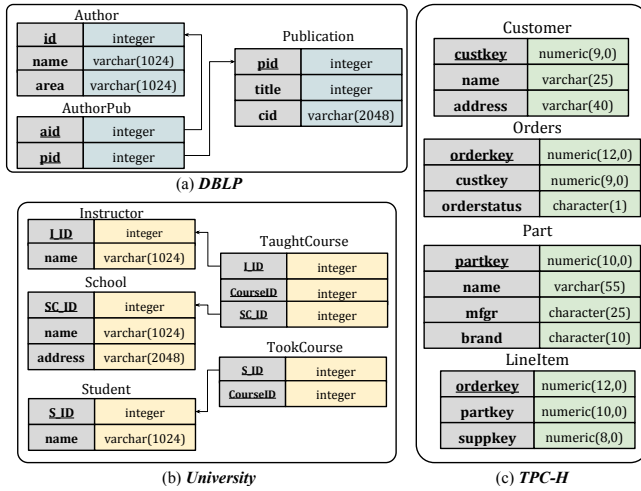 Author
id integer
name varchar(1024)
area varchar(1024)
AuthorPub
aid integer
pid integer
Publication
pid integer
title integer
cid varchar(2048)
(a) DBLP
Instructor
I_ID integer
name varchar(1024)
School
SC_ID integer
name varchar(1024)
address varchar(2048)
Student
S_ID integer
name varchar(1024)
TaughtCourse
I_ID integer
CourseID integer
SC_ID integer
TookCourse
S_ID integer
CourseID integer
(b) University
Customer
custkey numeric(9,0)
name varchar(25)
address varchar(40)
Orders
orderkey numeric(12,0)
custkey numeric(9,0)
orderstatus character(1)
Part
partkey numeric(10,0)
name varchar(55)
mfgr character(25)
brand character(10)
LineItem
orderkey numeric(12,0)
partkey numeric(10,0)
suppkey numeric(8,0)
(c) TPC-H